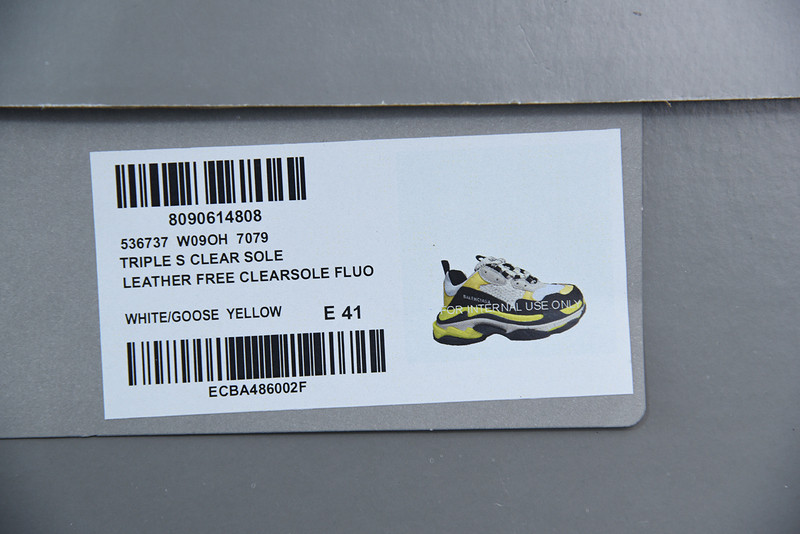 8090614808
536737 W09OH 7079
TRIPLE S CLEAR SOLE
LEATHER FREE CLEARSOLE FLUO
WHITE/GOOSE YELLOW E 41
ECBA486002F
BALENCIAGA
FOR INTERNAL USE ONLY